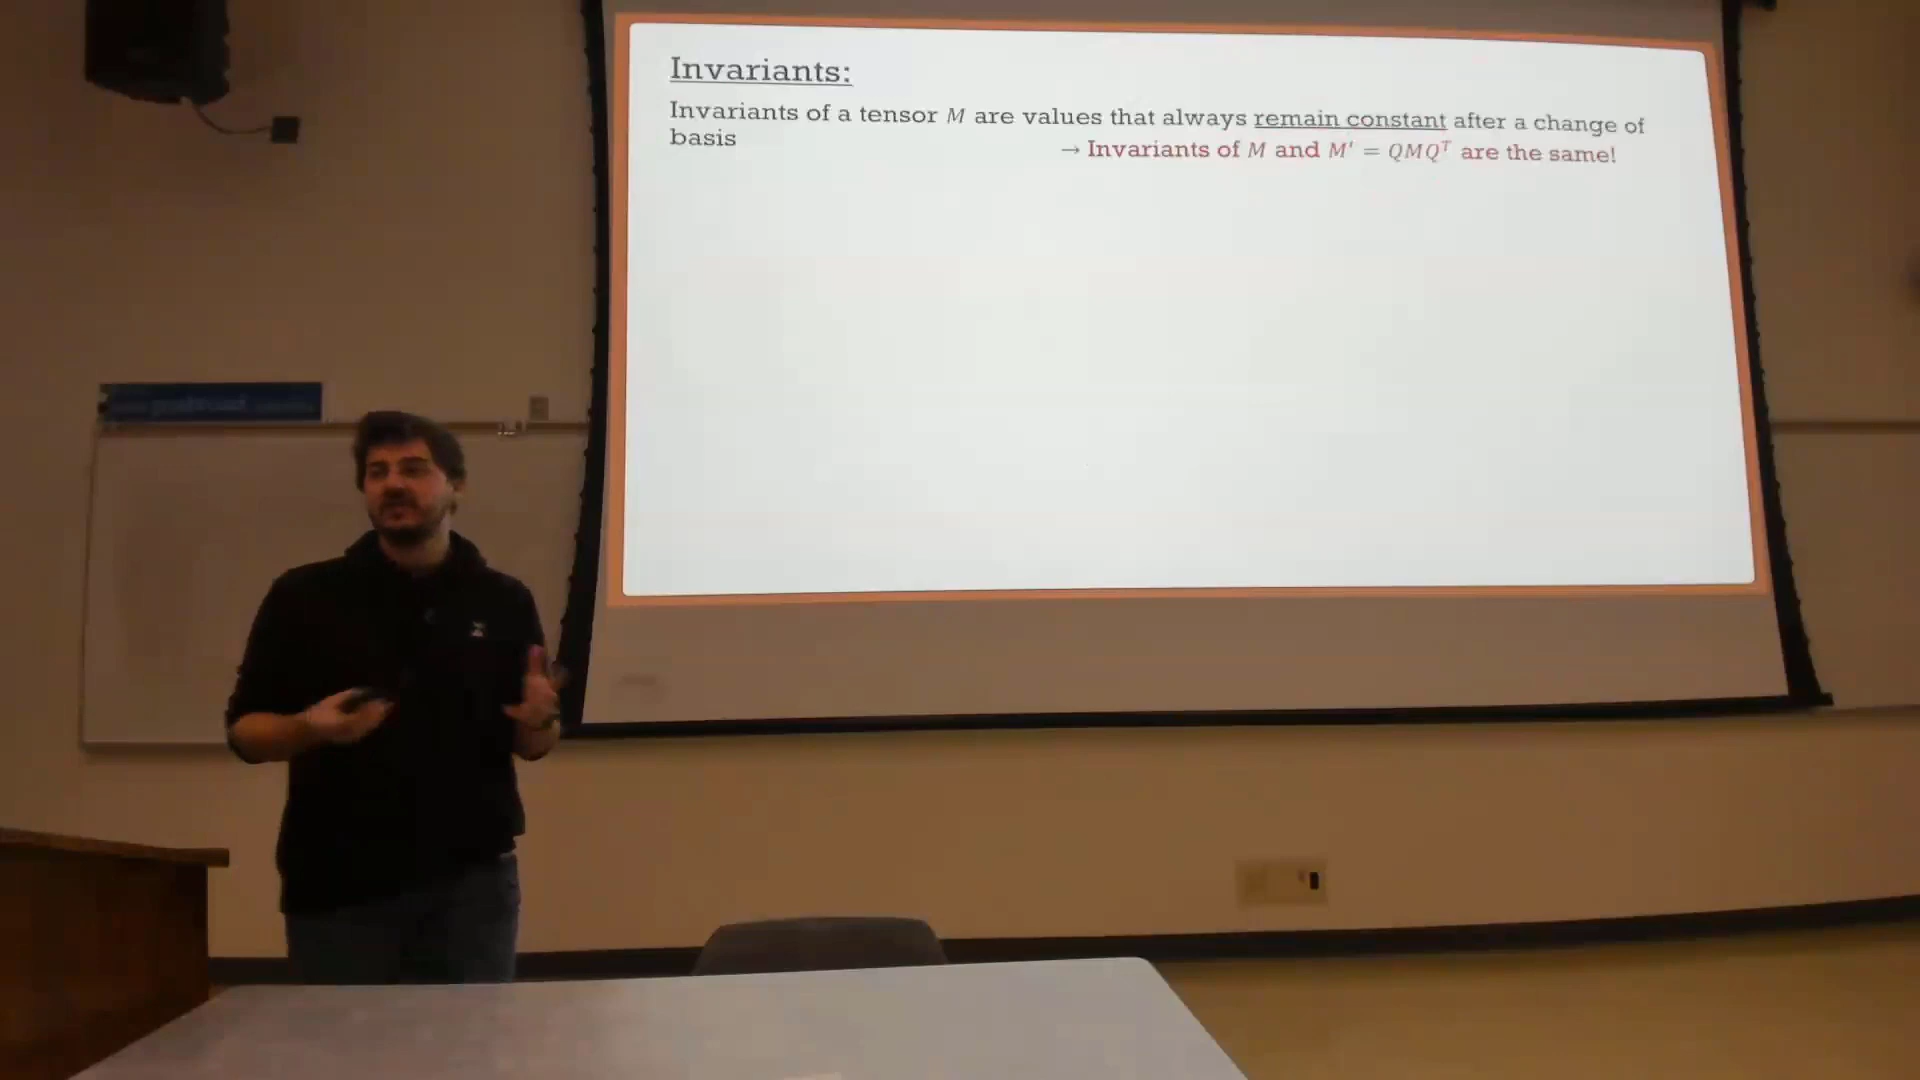 Invariants:
Invariants of a tensor M are values that always remain constant after a change of
basis
→ Invariants of M and M' = QMQᵀ are the same!